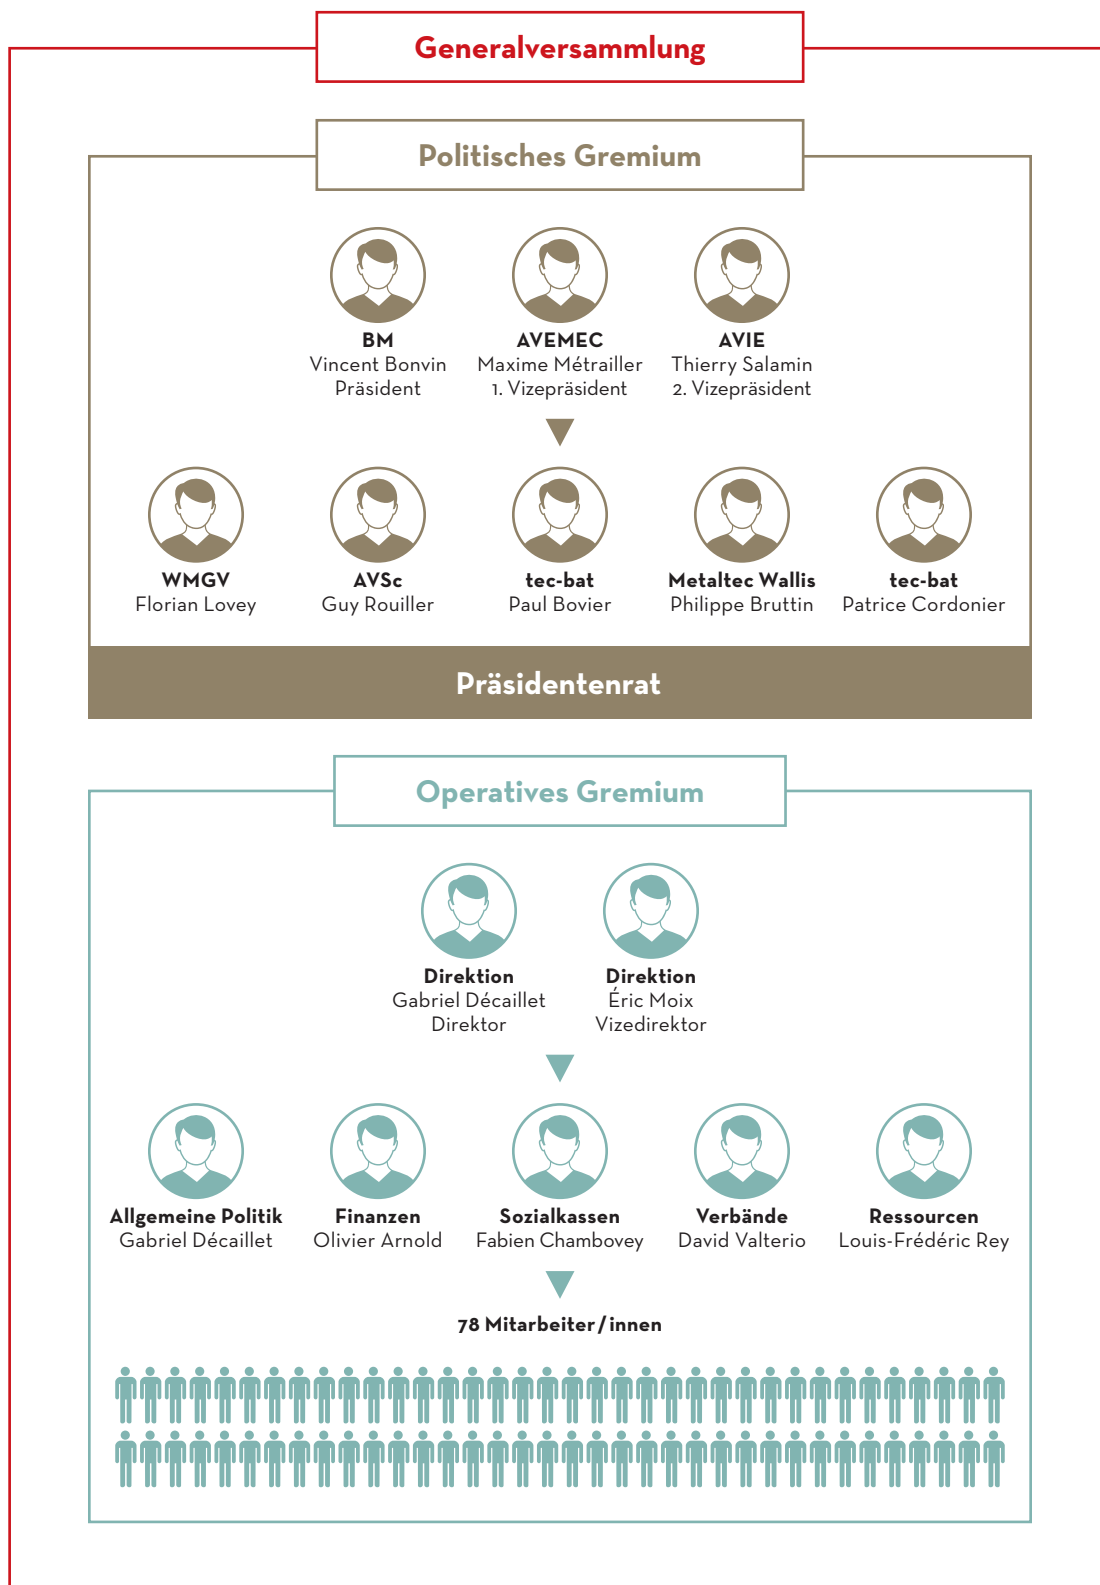 Generalversammlung
Politisches Gremium
BM
Vincent Bonvin
Präsident
AVEMEC
Maxime Métrailler
1. Vizepräsident
AVIE
Thierry Salamin
2. Vizepräsident
WMGV
Florian Lovey
AVSc
Guy Rouiller
tec-bat
Paul Bovier
Metaltec Wallis
Philippe Bruttin
tec-bat
Patrice Cordonier
Präsidentenrat
Operatives Gremium
Direktion
Gabriel Décaillet
Direktor
Direktion
Éric Moix
Vizedirektor
Allgemeine Politik
Gabriel Décaillet
Finanzen
Olivier Arnold
Sozialkassen
Fabien Chambovey
Verbände
David Valterio
Ressourcen
Louis-Frédéric Rey
78 Mitarbeiter/innen